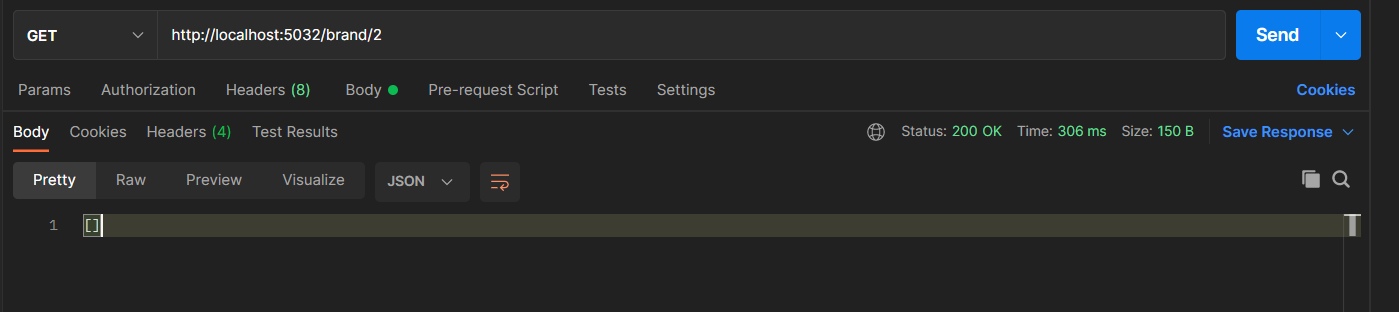 GET http://localhost:5032/brand/2 Send
Params Authorization Headers (8) Body Pre-request Script Tests Settings Cookies
Body Cookies Headers (4) Test Results Status: 200 OK Time: 306 ms Size: 150 B Save Response
Pretty Raw Preview Visualize JSON
1 []